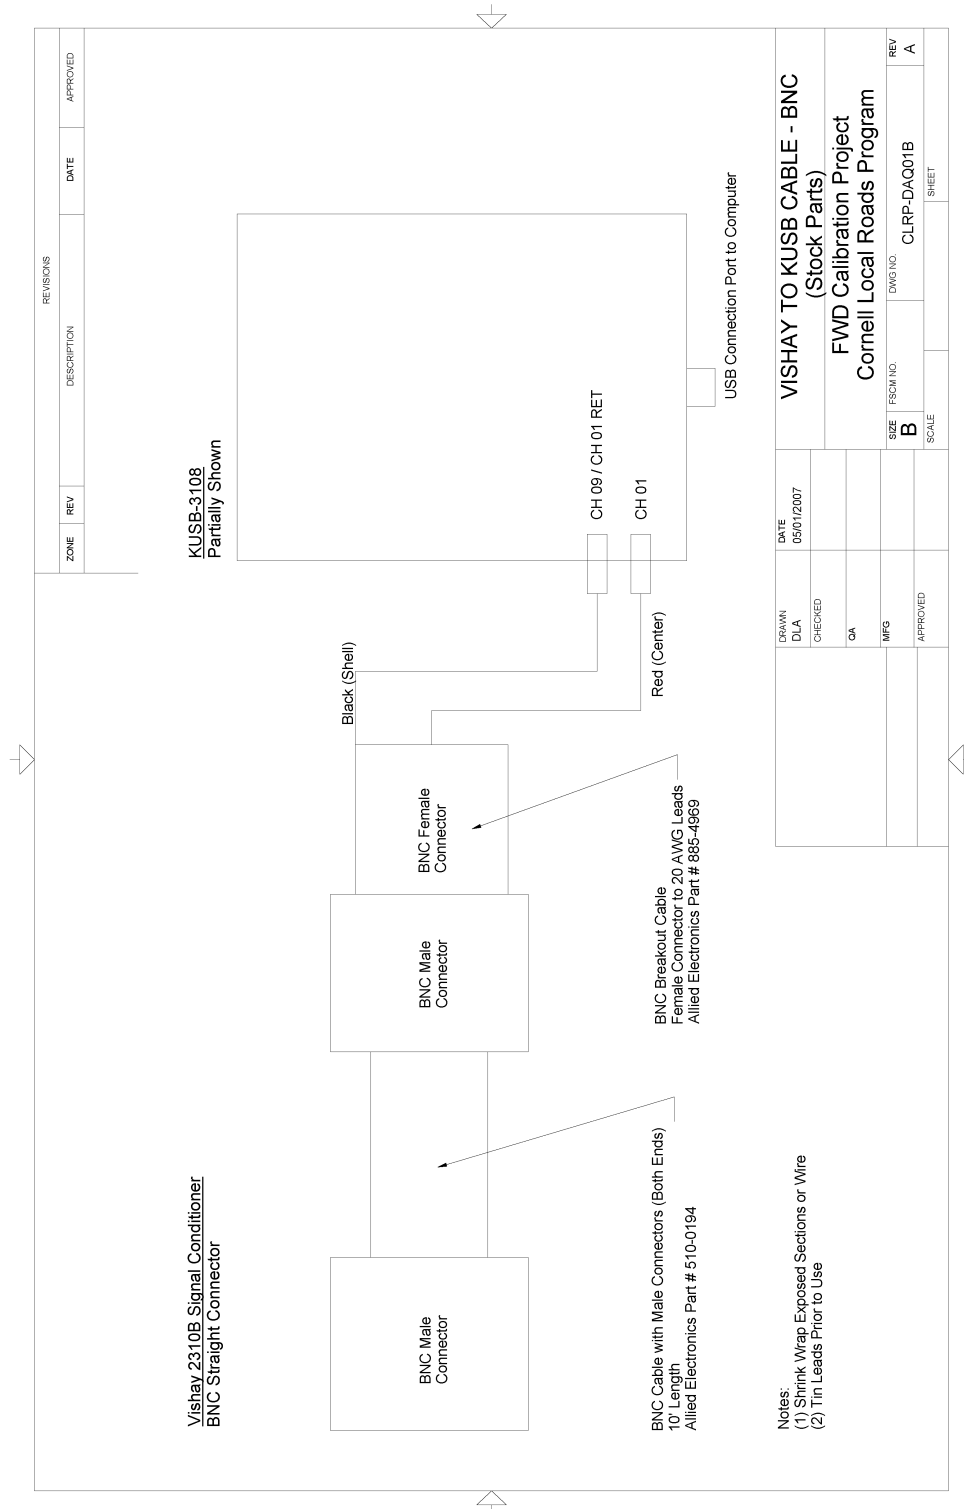 REVISIONS
ZONE REV DESCRIPTION DATE APPROVED
Vishay 2310B Signal Conditioner
BNC Straight Connector
KUSB-3108
Partially Shown
BNC Male
Connector
BNC Male
Connector
BNC Female
Connector
Black (Shell)
Red (Center)
CH 09 / CH 01 RET
CH 01
USB Connection Port to Computer
BNC Cable with Male Connectors (Both Ends)
10' Length
Allied Electronics Part # 510-0194
BNC Breakout Cable
Female Connector to 20 AWG Leads
Allied Electronics Part # 885-4969
Notes:
(1) Shrink Wrap Exposed Sections or Wire
(2) Tin Leads Prior to Use
DRAWN
DLA
DATE
05/01/2007
CHECKED
QA
MFG
APPROVED
VISHAY TO KUSB CABLE - BNC
(Stock Parts)
FWD Calibration Project
Cornell Local Roads Program
SIZE
B
FSCM NO.
DWG NO.
CLRP-DAQ01B
REV
A
SCALE
SHEET